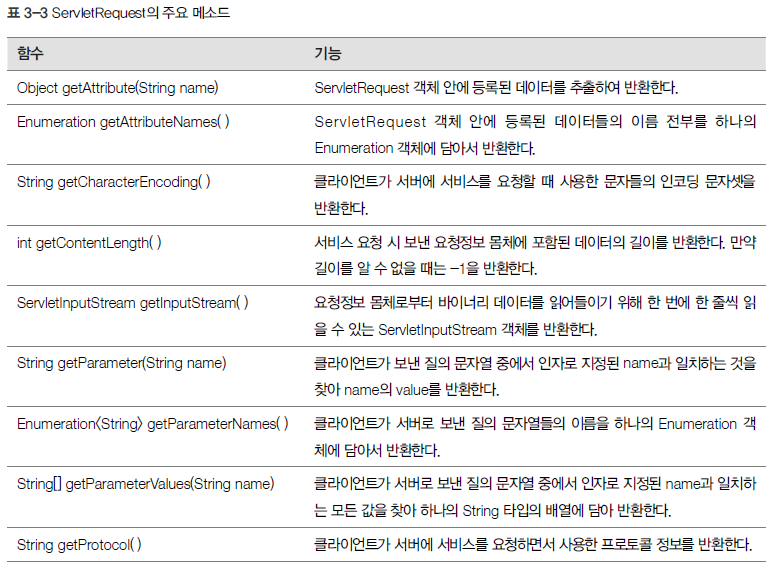 표 3-3 ServletRequest의 주요 메소드
함수 기능
Object getAttribute(String name) ServletRequest 객체 안에 등록된 데이터를 추출하여 반환한다.
Enumeration getAttributeNames( ) ServletRequest 객체 안에 등록된 데이터들의 이름 전부를 하나의
Enumeration 객체에 담아서 반환한다.
String getCharacterEncoding( ) 클라이언트가 서버에 서비스를 요청할 때 사용한 문자들의 인코딩 문자셋을
반환한다.
int getContentLength( ) 서비스 요청 시 보낸 요청정보 몸체에 포함된 데이터의 길이를 반환한다. 만약
길이를 알 수 없을 때는 -1을 반환한다.
ServletInputStream getInputStream( ) 요청정보 몸체로부터 바이너리 데이터를 읽어들이기 위해 한 번에 한 줄씩 읽
을 수 있는 ServletInputStream 객체를 반환한다.
String getParameter(String name) 클라이언트가 보낸 질의 문자열 중에서 인자로 지정된 name과 일치하는 것을
찾아 name의 value를 반환한다.
Enumeration<String> getParameterNames( ) 클라이언트가 서버로 보낸 질의 문자열들의 이름을 하나의 Enumeration 객
체에 담아서 반환한다.
String[] getParameterValues(String name) 클라이언트가 서버로 보낸 질의 문자열 중에서 인자로 지정된 name과 일치하
는 모든 값을 찾아 하나의 String 타입의 배열에 담아 반환한다.
String getProtocol( ) 클라이언트가 서버에 서비스를 요청하면서 사용한 프로토콜 정보를 반환한다.